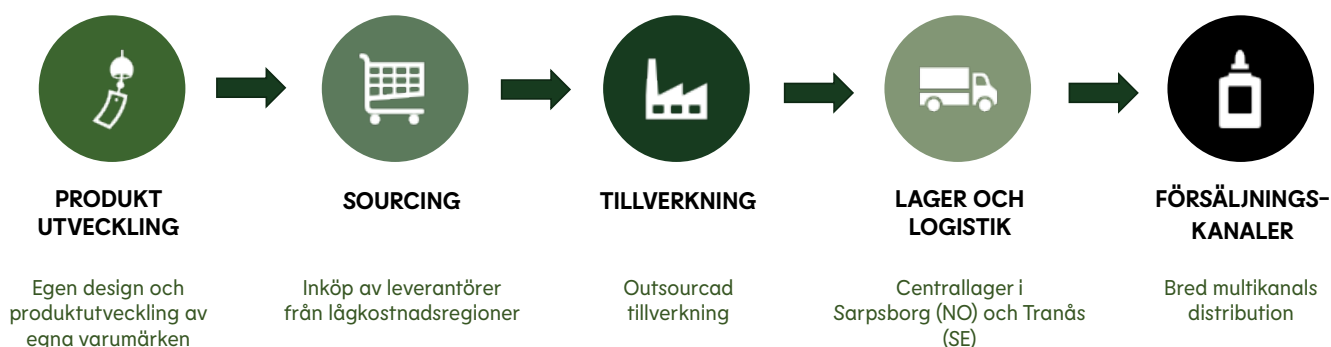 PRODUKT
UTVECKLING
Egen design och
produktutveckling av
egna varumärken
SOURCING
Inköp av leverantörer
från lågkostnadsregioner
TILLVERKNING
Outsourcad
tillverkning
LAGER OCH
LOGISTIK
Centrallager i
Sarpsborg (NO) och Tranås
(SE)
FÖRSÄLJNINGS-
KANALER
Bred multikanals
distribution